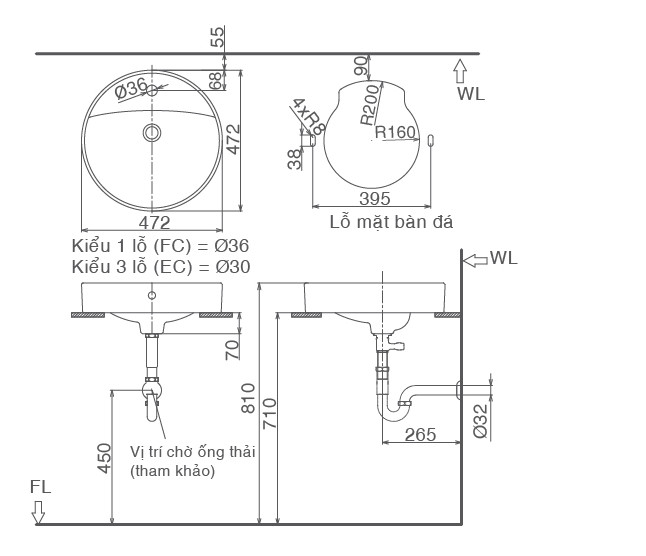 55
68
Ø36
472
472
Kiểu 1 lỗ (FC) = Ø36
Kiểu 3 lỗ (EC) = Ø30
90
WL
4xR8
R200
R160
38
395
Lỗ mặt bàn đá
WL
70
810
710
450
Vị trí chờ ống thải
(tham khảo)
265
Ø32
FL